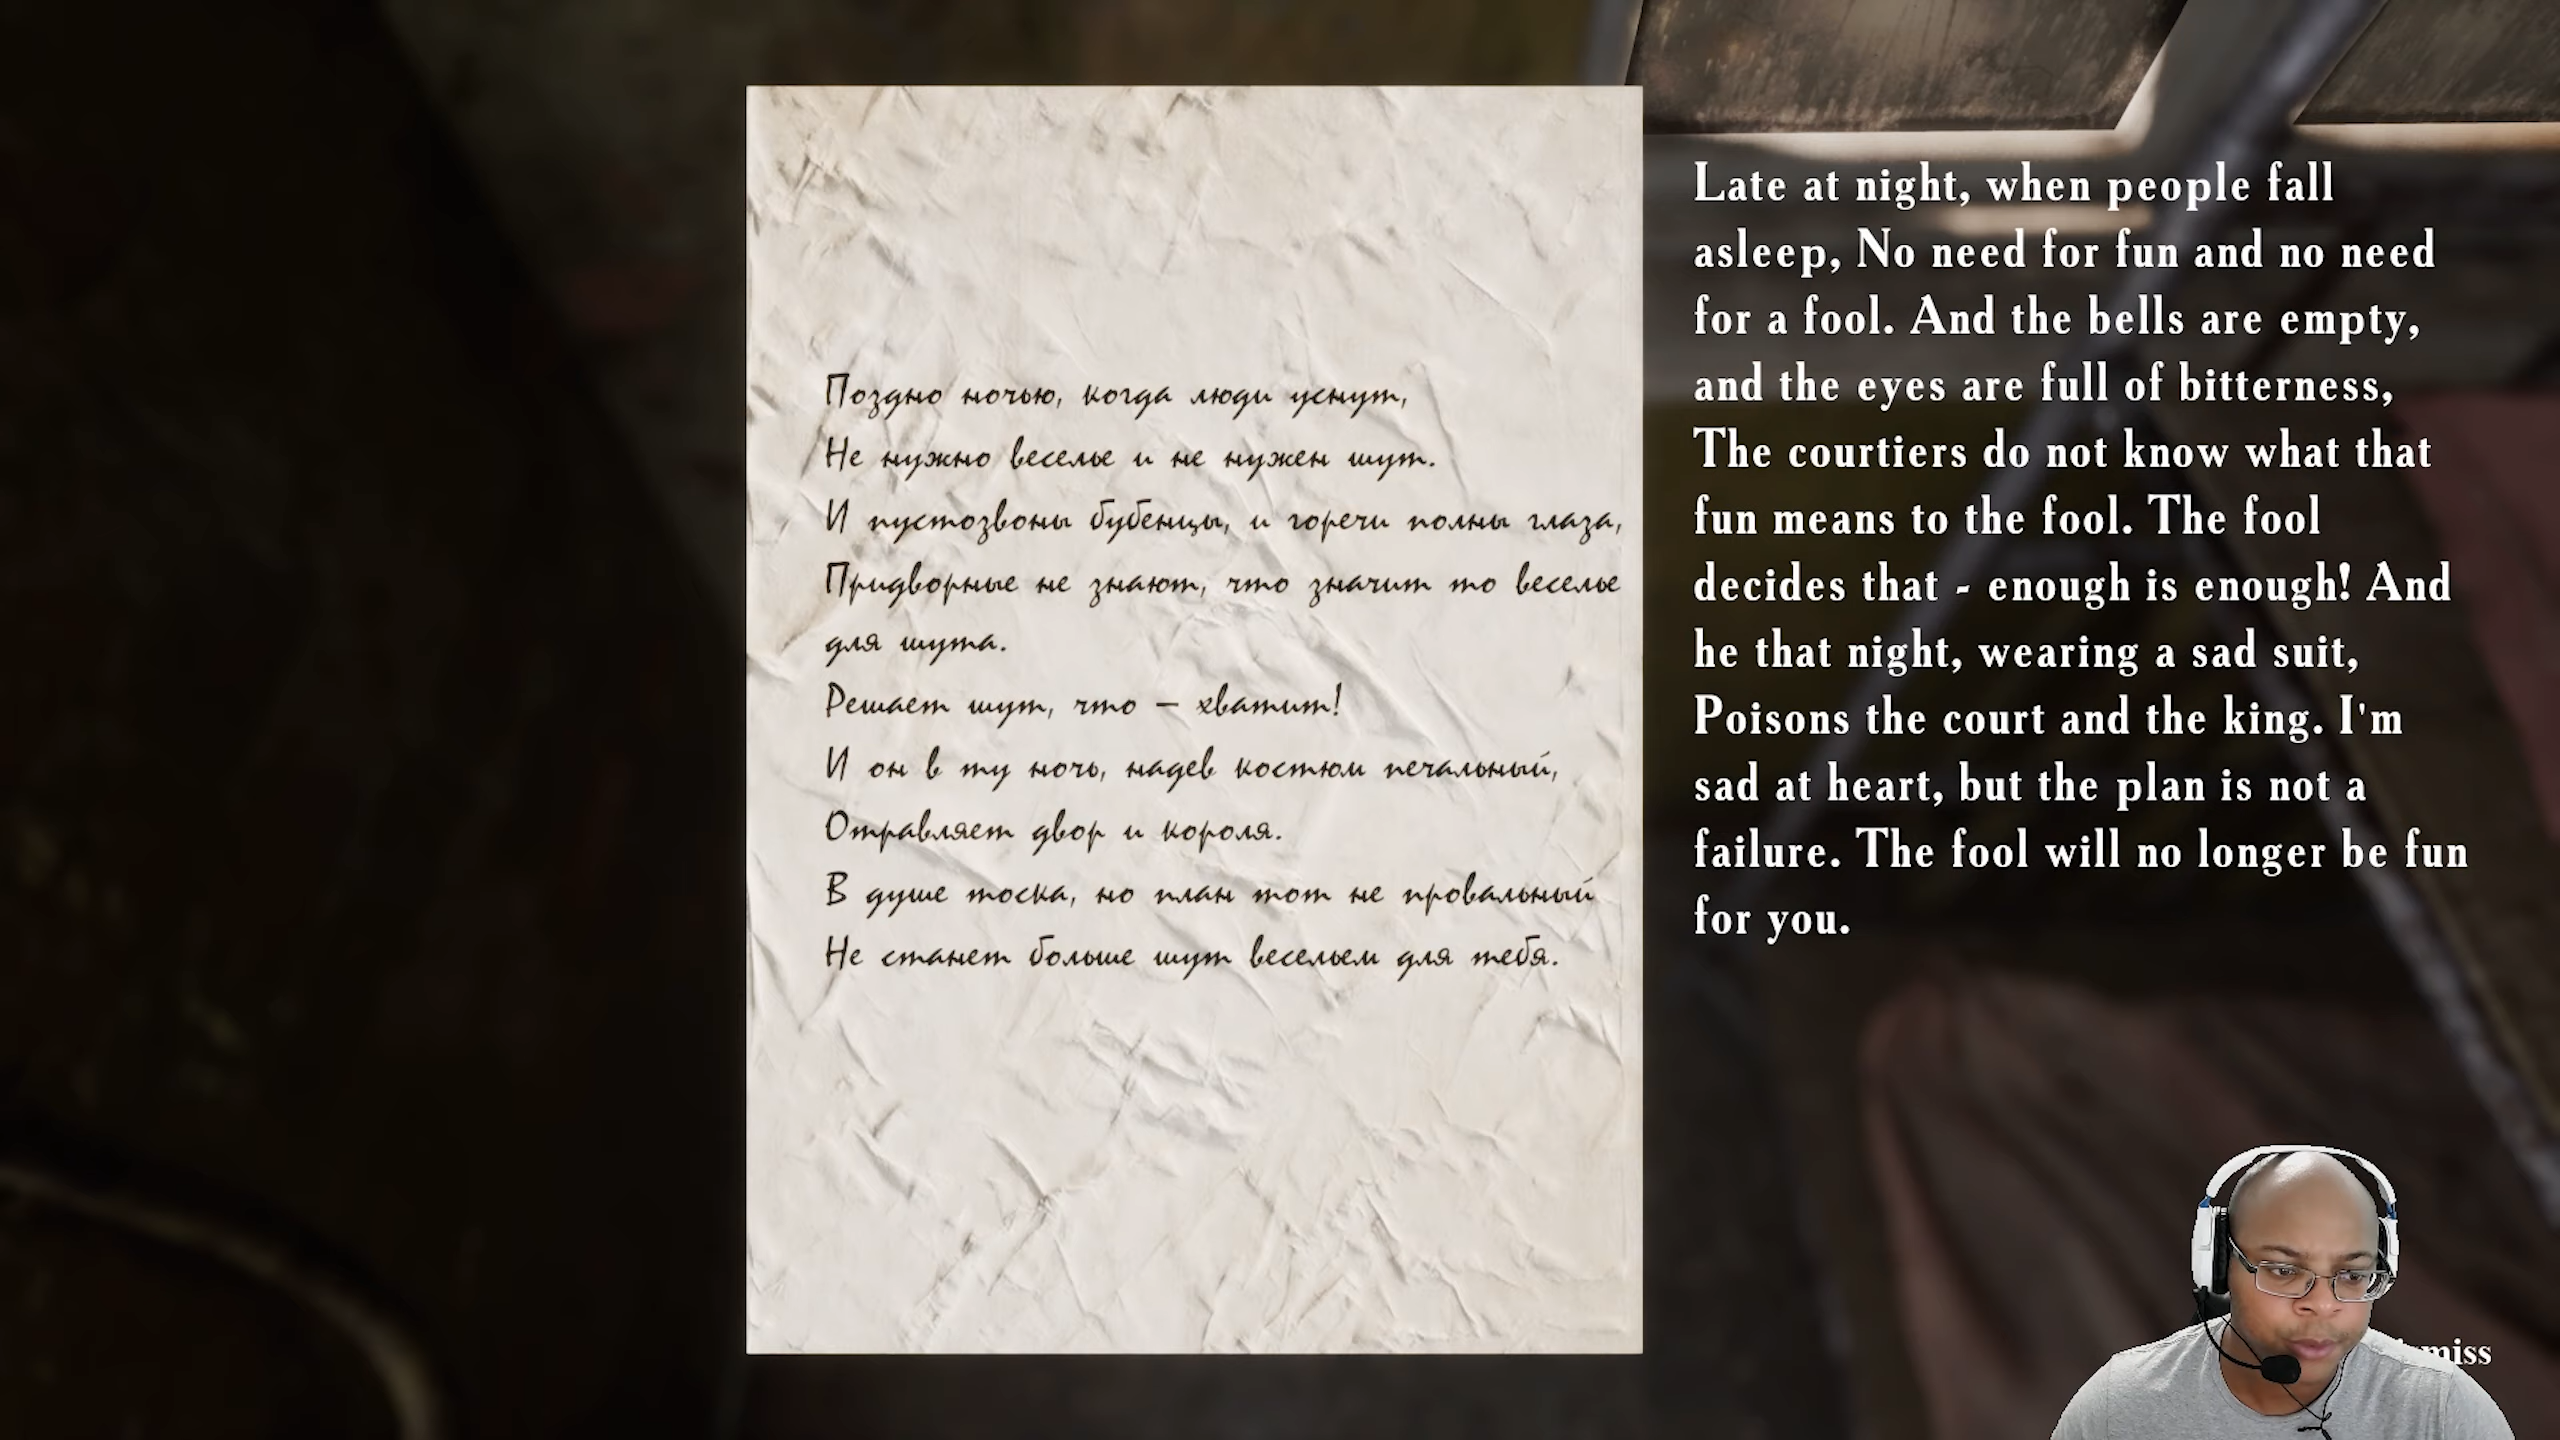 Поздно ночью, когда люди уснут,
Не нужно веселье и не нужен шут.
И пустозвоны бубенцы, и горечи полны глаза,
Придворные не знают, что значит то веселье
для шута.
Решает шут, что – хватит!
И он в ту ночь, надев костюм печальный,
Отравляет двор и короля.
В душе тоска, но план тот не провальный
Не станет больше шут весельем для тебя.
Late at night, when people fall
asleep, No need for fun and no need
for a fool. And the bells are empty,
and the eyes are full of bitterness,
The courtiers do not know what that
fun means to the fool. The fool
decides that - enough is enough! And
he that night, wearing a sad suit,
Poisons the court and the king. I'm
sad at heart, but the plan is not a
failure. The fool will no longer be fun
for you.